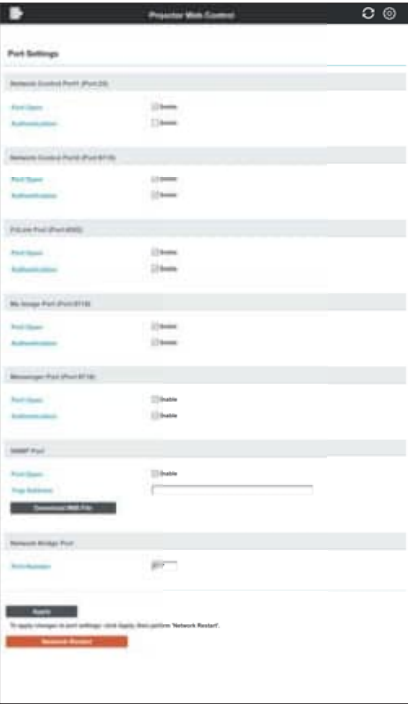 Projector Web Control
Port Settings
Network Control Port1 (Port:23)
Port Open Enable
Authentication Enable
Network Control Port2 (Port:9715)
Port Open Enable
Authentication Enable
PJLink Port (Port:4352)
Port Open Enable
Authentication Enable
My Image Port (Port:9716)
Port Open Enable
Authentication Enable
Messenger Port (Port:9719)
Port Open Enable
Authentication Enable
SNMP Port
Port Open Enable
Trap Address
Download MIB File
Network Bridge Port
Port Number
Apply
To apply changes in port settings, click Apply, then perform 'Network Restart'.
Network Restart